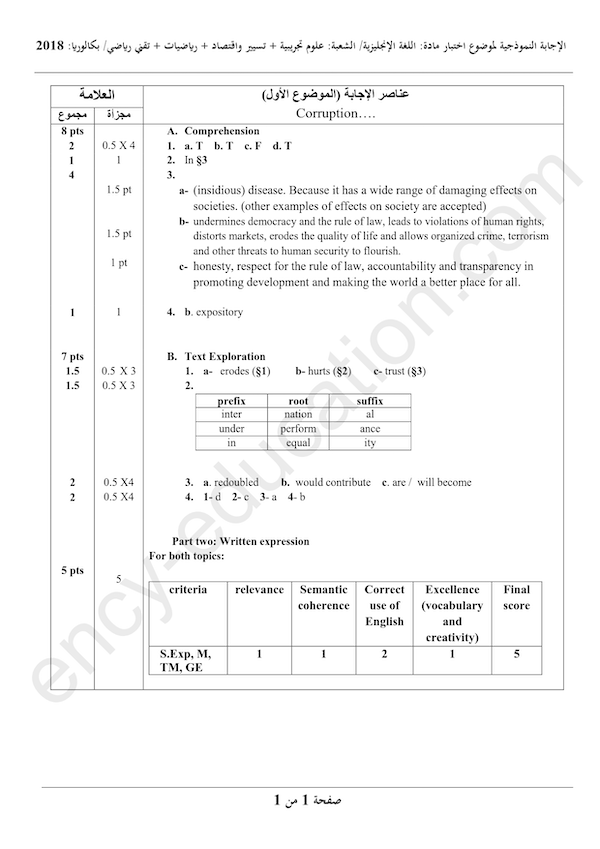 الإجابة النموذجية لموضوع اختبار مادة: اللغة الإنجليزية/ الشعبة: علوم تجريبية + تسيير واقتصاد + رياضيات + تقني رياضي/ بكالوريا: 2018
العلامة عناصر الإجابة (الموضوع الأول)
مجموع مجزأة Corruption….
8 pts A. Comprehension
2 0.5 X 4 1. a. T b. T c. F d. T
1 1 2. In §3
4 3.
1.5 pt a- (insidious) disease. Because it has a wide range of damaging effects on
societies. (other examples of effects on society are accepted)
b- undermines democracy and the rule of law, leads to violations of human rights,
1.5 pt distorts markets, erodes the quality of life and allows organized crime, terrorism
and other threats to human security to flourish.
1 pt c- honesty, respect for the rule of law, accountability and transparency in
promoting development and making the world a better place for all.
1 1 4. b. expository
7 pts B. Text Exploration
1.5 0.5 X 3 1. a- erodes (§1) b- hurts (§2) c- trust (§3)
1.5 0.5 X 3 2.
prefix root suffix
inter nation al
under perform ance
in equal ity
2 0.5 X4 3. a. redoubled b. would contribute c. are / will become
2 0.5 X4 4. 1- d 2- c 3- a 4- b
Part two: Written expression
For both topics:
5 pts 5
criteria relevance Semantic Correct Excellence Final
coherence use of (vocabulary score
English and
creativity)
S.Exp, M, 1 1 2 1 5
TM, GE
ency-education.com
صفحة 1 من 1